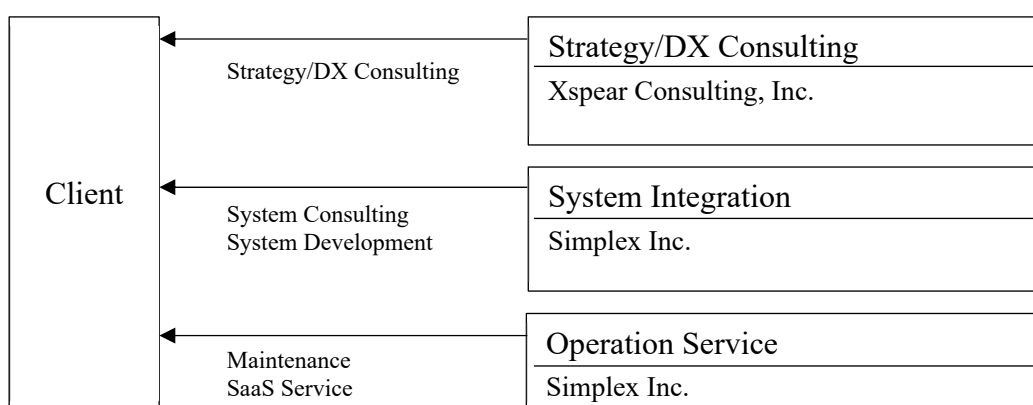 Client
Strategy/DX Consulting
Strategy/DX Consulting
Xspear Consulting, Inc.
System Consulting
System Development
System Integration
Simplex Inc.
Maintenance
SaaS Service
Operation Service
Simplex Inc.